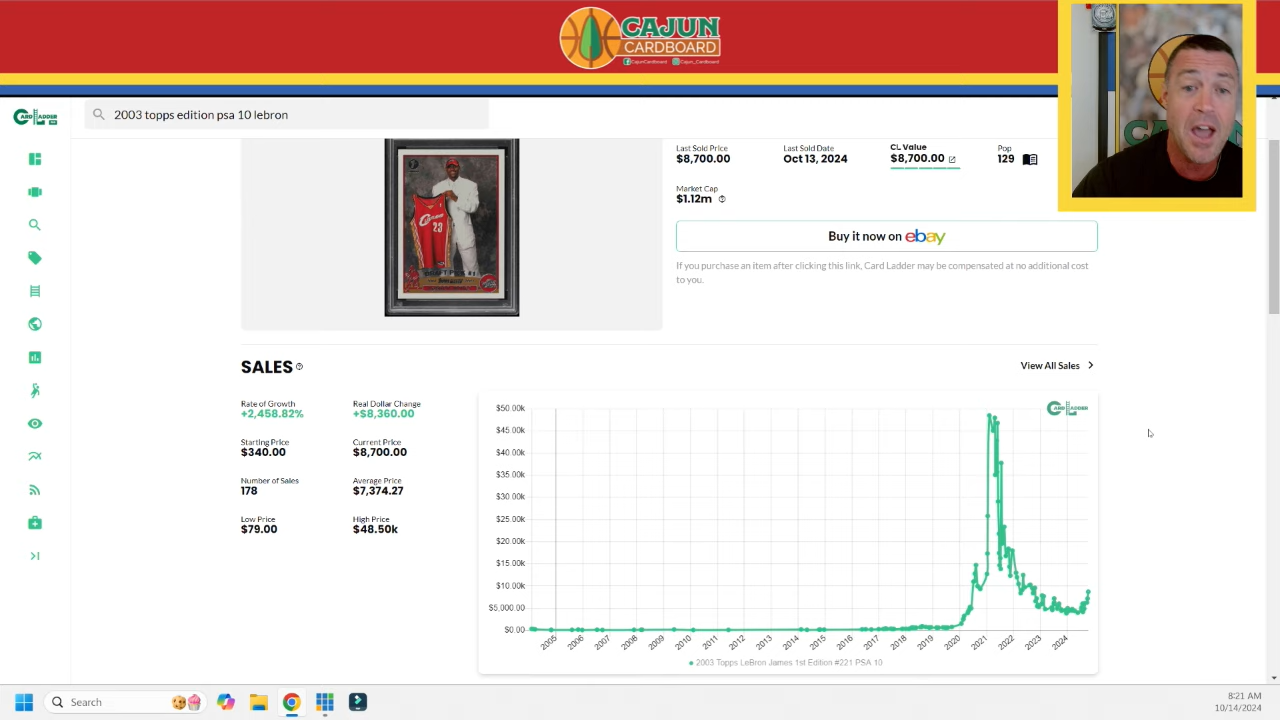 CAJUN
CARDBOARD
CajunCardboard Cajun_Cardboard
CARD LADDER
2003 topps edition psa 10 lebron
Last Sold Price
$8,700.00
Last Sold Date
Oct 13, 2024
CL Value
$8,700.00
Pop
129
Market Cap
$1.12m
Buy it now on ebay
If you purchase an item after clicking this link, Card Ladder may be compensated at no additional cost
to you.
23
SALES
View All Sales
Rate of Growth
+2,458.82%
Real Dollar Change
+$8,360.00
Starting Price
$340.00
Current Price
$8,700.00
Number of Sales
178
Average Price
$7,374.27
Low Price
$79.00
High Price
$48.50k
CARD LADDER
$50.00k
$45.00k
$40.00k
$35.00k
$30.00k
$25.00k
$20.00k
$15.00k
$10.00k
$5,000.00
$0.00
2005 2006 2007 2008 2009 2010 2011 2012 2013 2014 2015 2016 2017 2018 2019 2020 2021 2022 2023 2024
2003 Topps LeBron James 1st Edition #221 PSA 10
Search
8:21 AM
10/14/2024